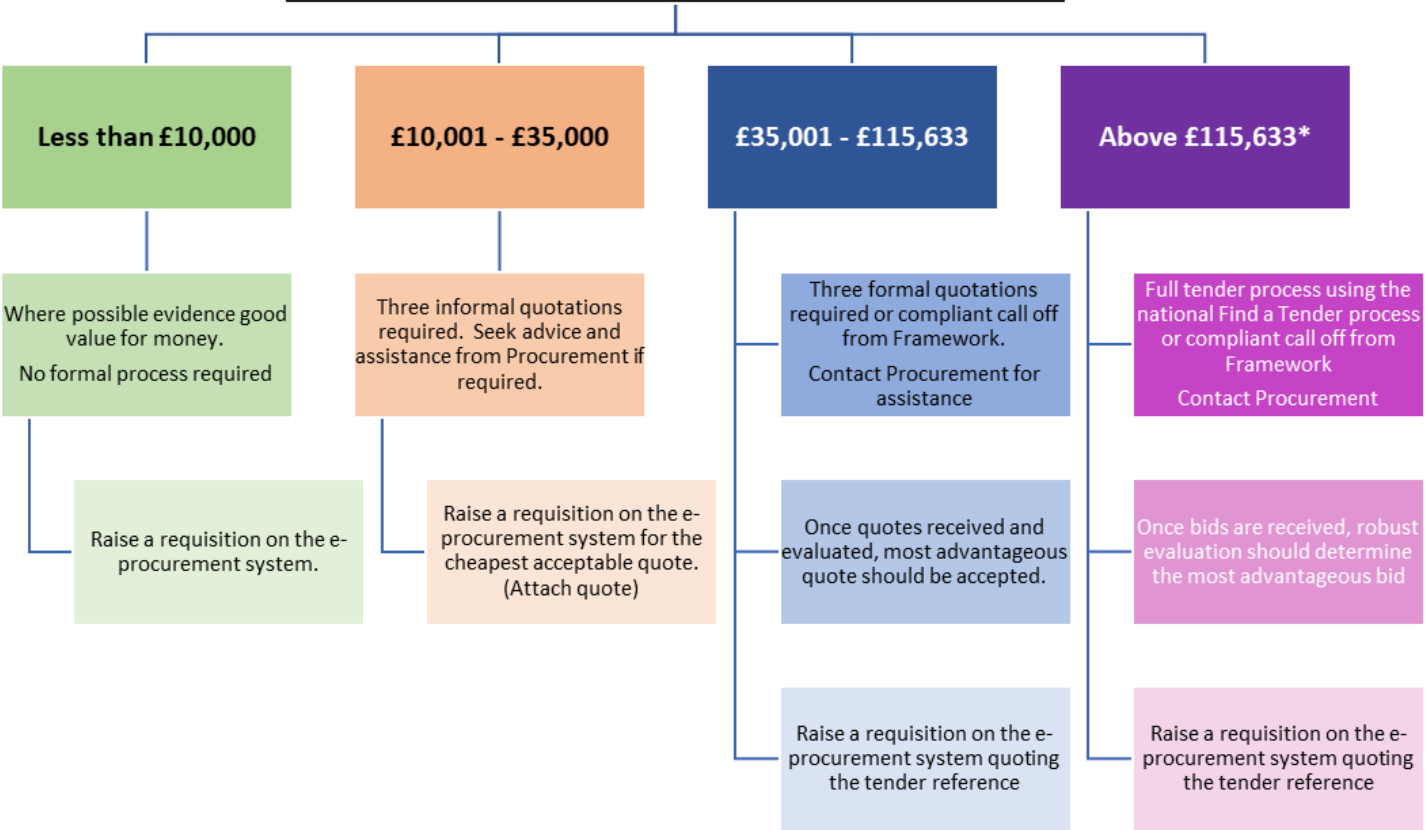 Less than £10,000
Where possible evidence good
value for money.
No formal process required
Raise a requisition on the e-
procurement system.
£10,001 - £35,000
Three informal quotations
required.  Seek advice and
assistance from Procurement if
required.
Raise a requisition on the e-
procurement system for the
cheapest acceptable quote.
(Attach quote)
£35,001 - £115,633
Three formal quotations
required or compliant call off
from Framework.
Contact Procurement for
assistance
Once quotes received and
evaluated, most advantageous
quote should be accepted.
Raise a requisition on the e-
procurement system quoting
the tender reference
Above £115,633*
Full tender process using the
national Find a Tender process
or compliant call off from
Framework
Contact Procurement
Once bids are received, robust
evaluation should determine
the most advantageous bid
Raise a requisition on the e-
procurement system quoting
the tender reference